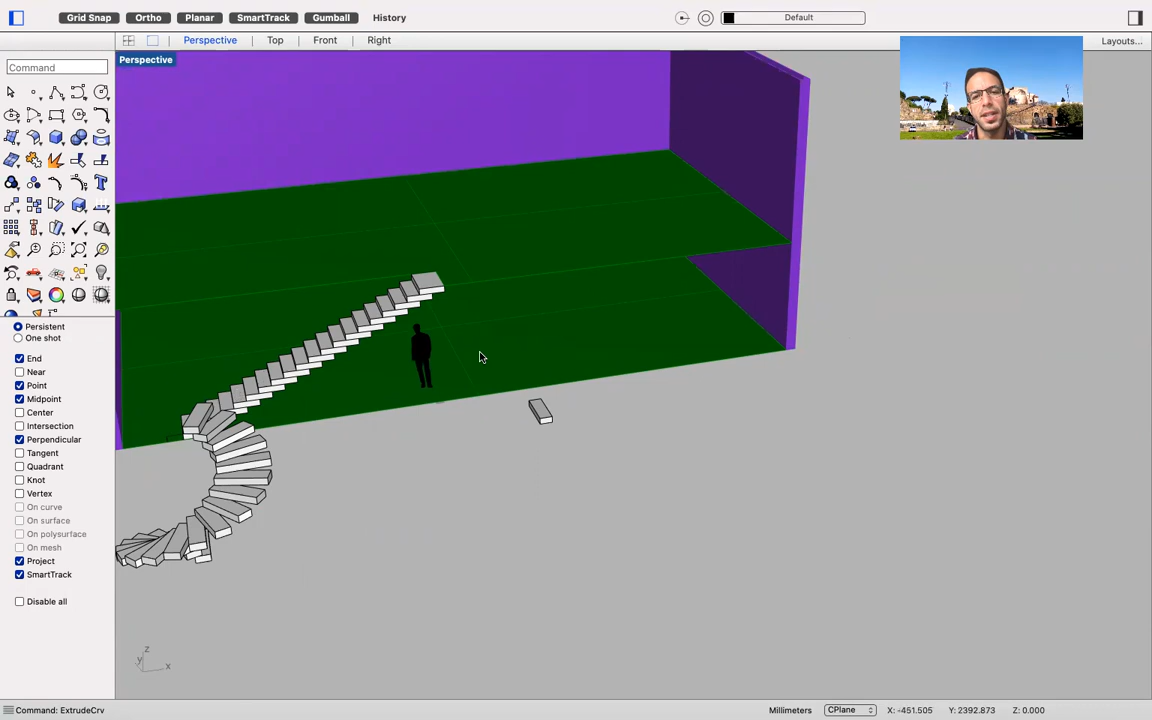 Grid Snap Ortho Planar SmartTrack Gumball History Default
Perspective Top Front Right Layouts...
Perspective
Command
Persistent
One shot
End
Near
Point
Midpoint
Center
Intersection
Perpendicular
Tangent
Quadrant
Knot
Vertex
On curve
On surface
On polysurface
On mesh
Project
SmartTrack
Disable all
z
y
x
Command: ExtrudeCrv Millimeters CPlane X: -451.505 Y: 2392.873 Z: 0.000